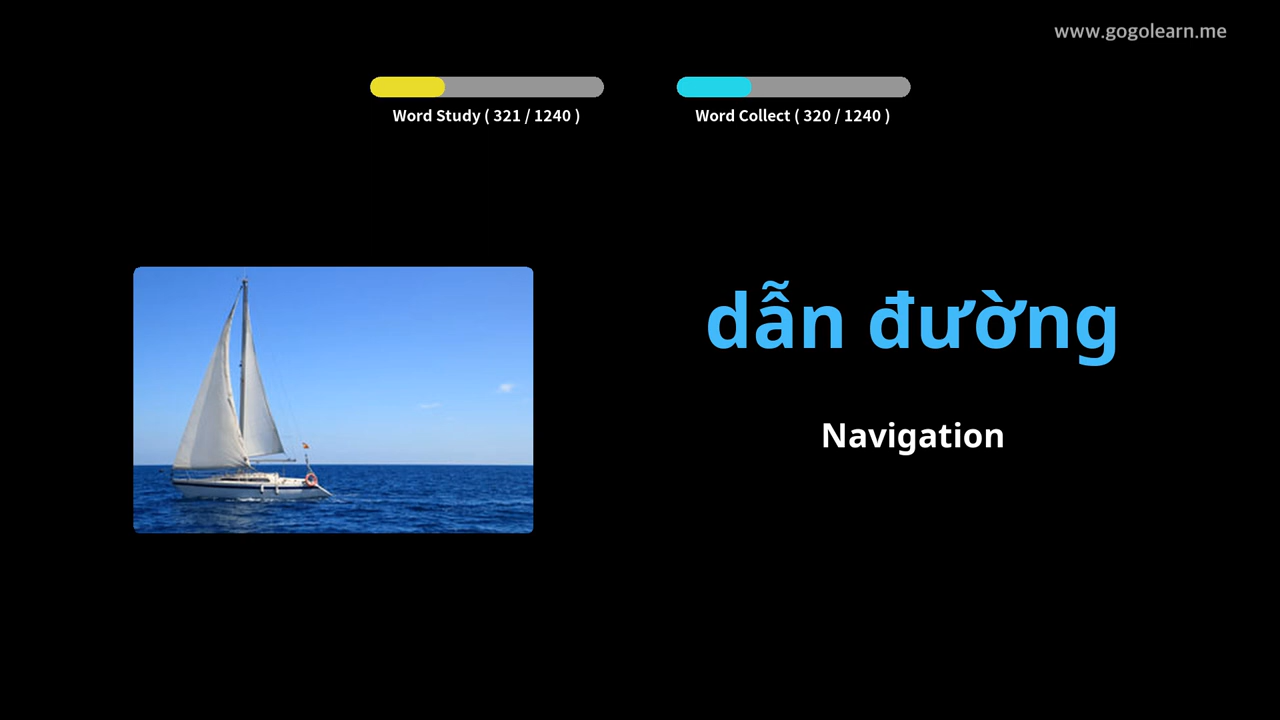 www.gogolearn.me
Word Study ( 321 / 1240 )
Word Collect ( 320 / 1240 )
dẫn đường
Navigation